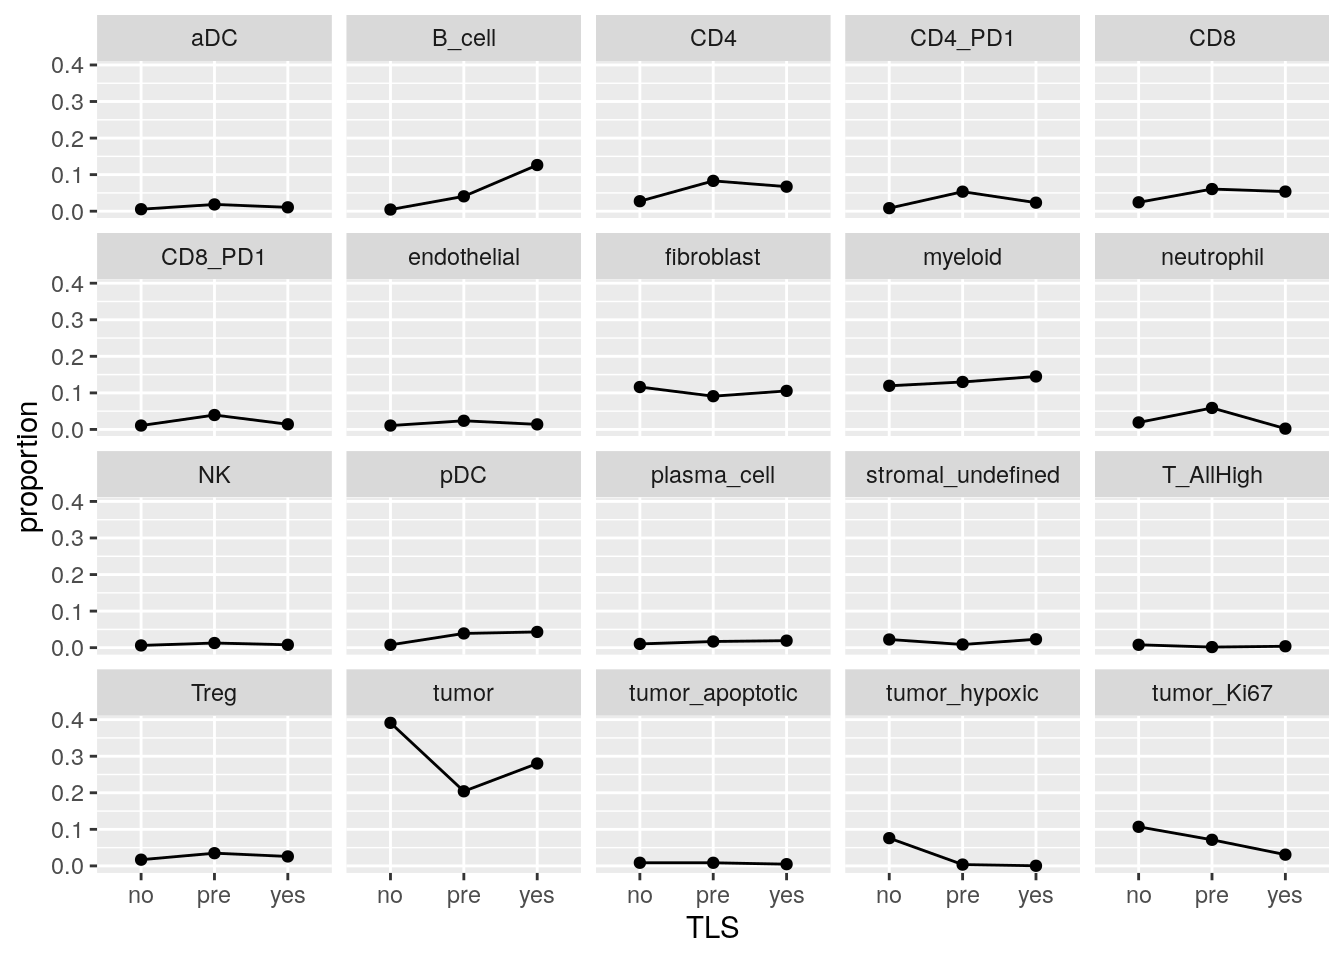 aDC B_cell CD4 CD4_PD1 CD8
0.4
0.3
0.2
0.1
0.0
CD8_PD1 endothelial fibroblast myeloid neutrophil
0.4
0.3
0.2
0.1
0.0
proportion
NK pDC plasma_cell stromal_undefined T_AllHigh
0.4
0.3
0.2
0.1
0.0
Treg tumor tumor_apoptotic tumor_hypoxic tumor_Ki67
0.4
0.3
0.2
0.1
0.0
no pre yes no pre yes no pre yes no pre yes no pre yes
TLS